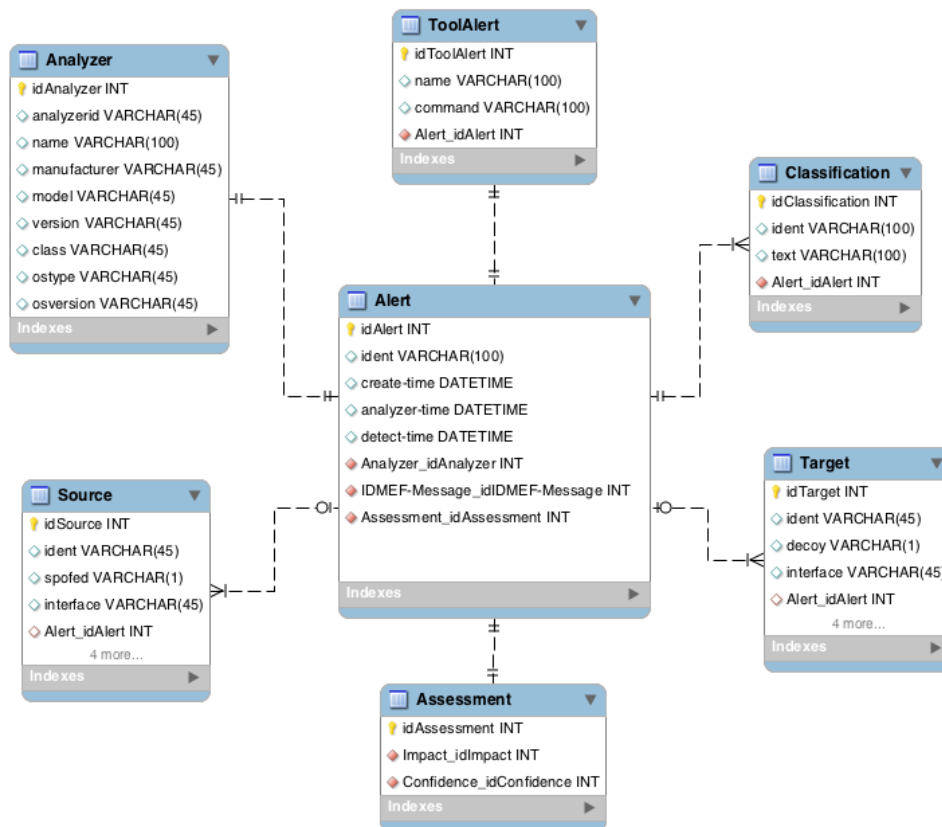 ToolAlert
idToolAlert INT
name VARCHAR(100)
command VARCHAR(100)
Alert_idAlert INT
Indexes
Analyzer
idAnalyzer INT
analyzerid VARCHAR(45)
name VARCHAR(100)
manufacturer VARCHAR(45)
model VARCHAR(45)
version VARCHAR(45)
class VARCHAR(45)
ostype VARCHAR(45)
osversion VARCHAR(45)
Indexes
Classification
idClassification INT
ident VARCHAR(100)
text VARCHAR(100)
Alert_idAlert INT
Indexes
Alert
idAlert INT
ident VARCHAR(100)
create-time DATETIME
analyzer-time DATETIME
detect-time DATETIME
Analyzer_idAnalyzer INT
IDMEF-Message_idIDMEF-Message INT
Assessment_idAssessment INT
Indexes
Source
idSource INT
ident VARCHAR(45)
spofed VARCHAR(1)
interface VARCHAR(45)
Alert_idAlert INT
4 more...
Indexes
Target
idTarget INT
ident VARCHAR(45)
decoy VARCHAR(1)
interface VARCHAR(45)
Alert_idAlert INT
4 more...
Indexes
Assessment
idAssessment INT
Impact_idImpact INT
Confidence_idConfidence INT
Indexes